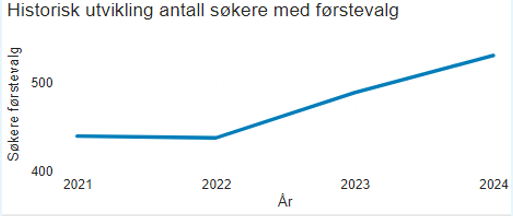 Historisk utvikling antall søkere med førstevalg
Søkere førstevalg
500
400
2021
2022
2023
2024
År